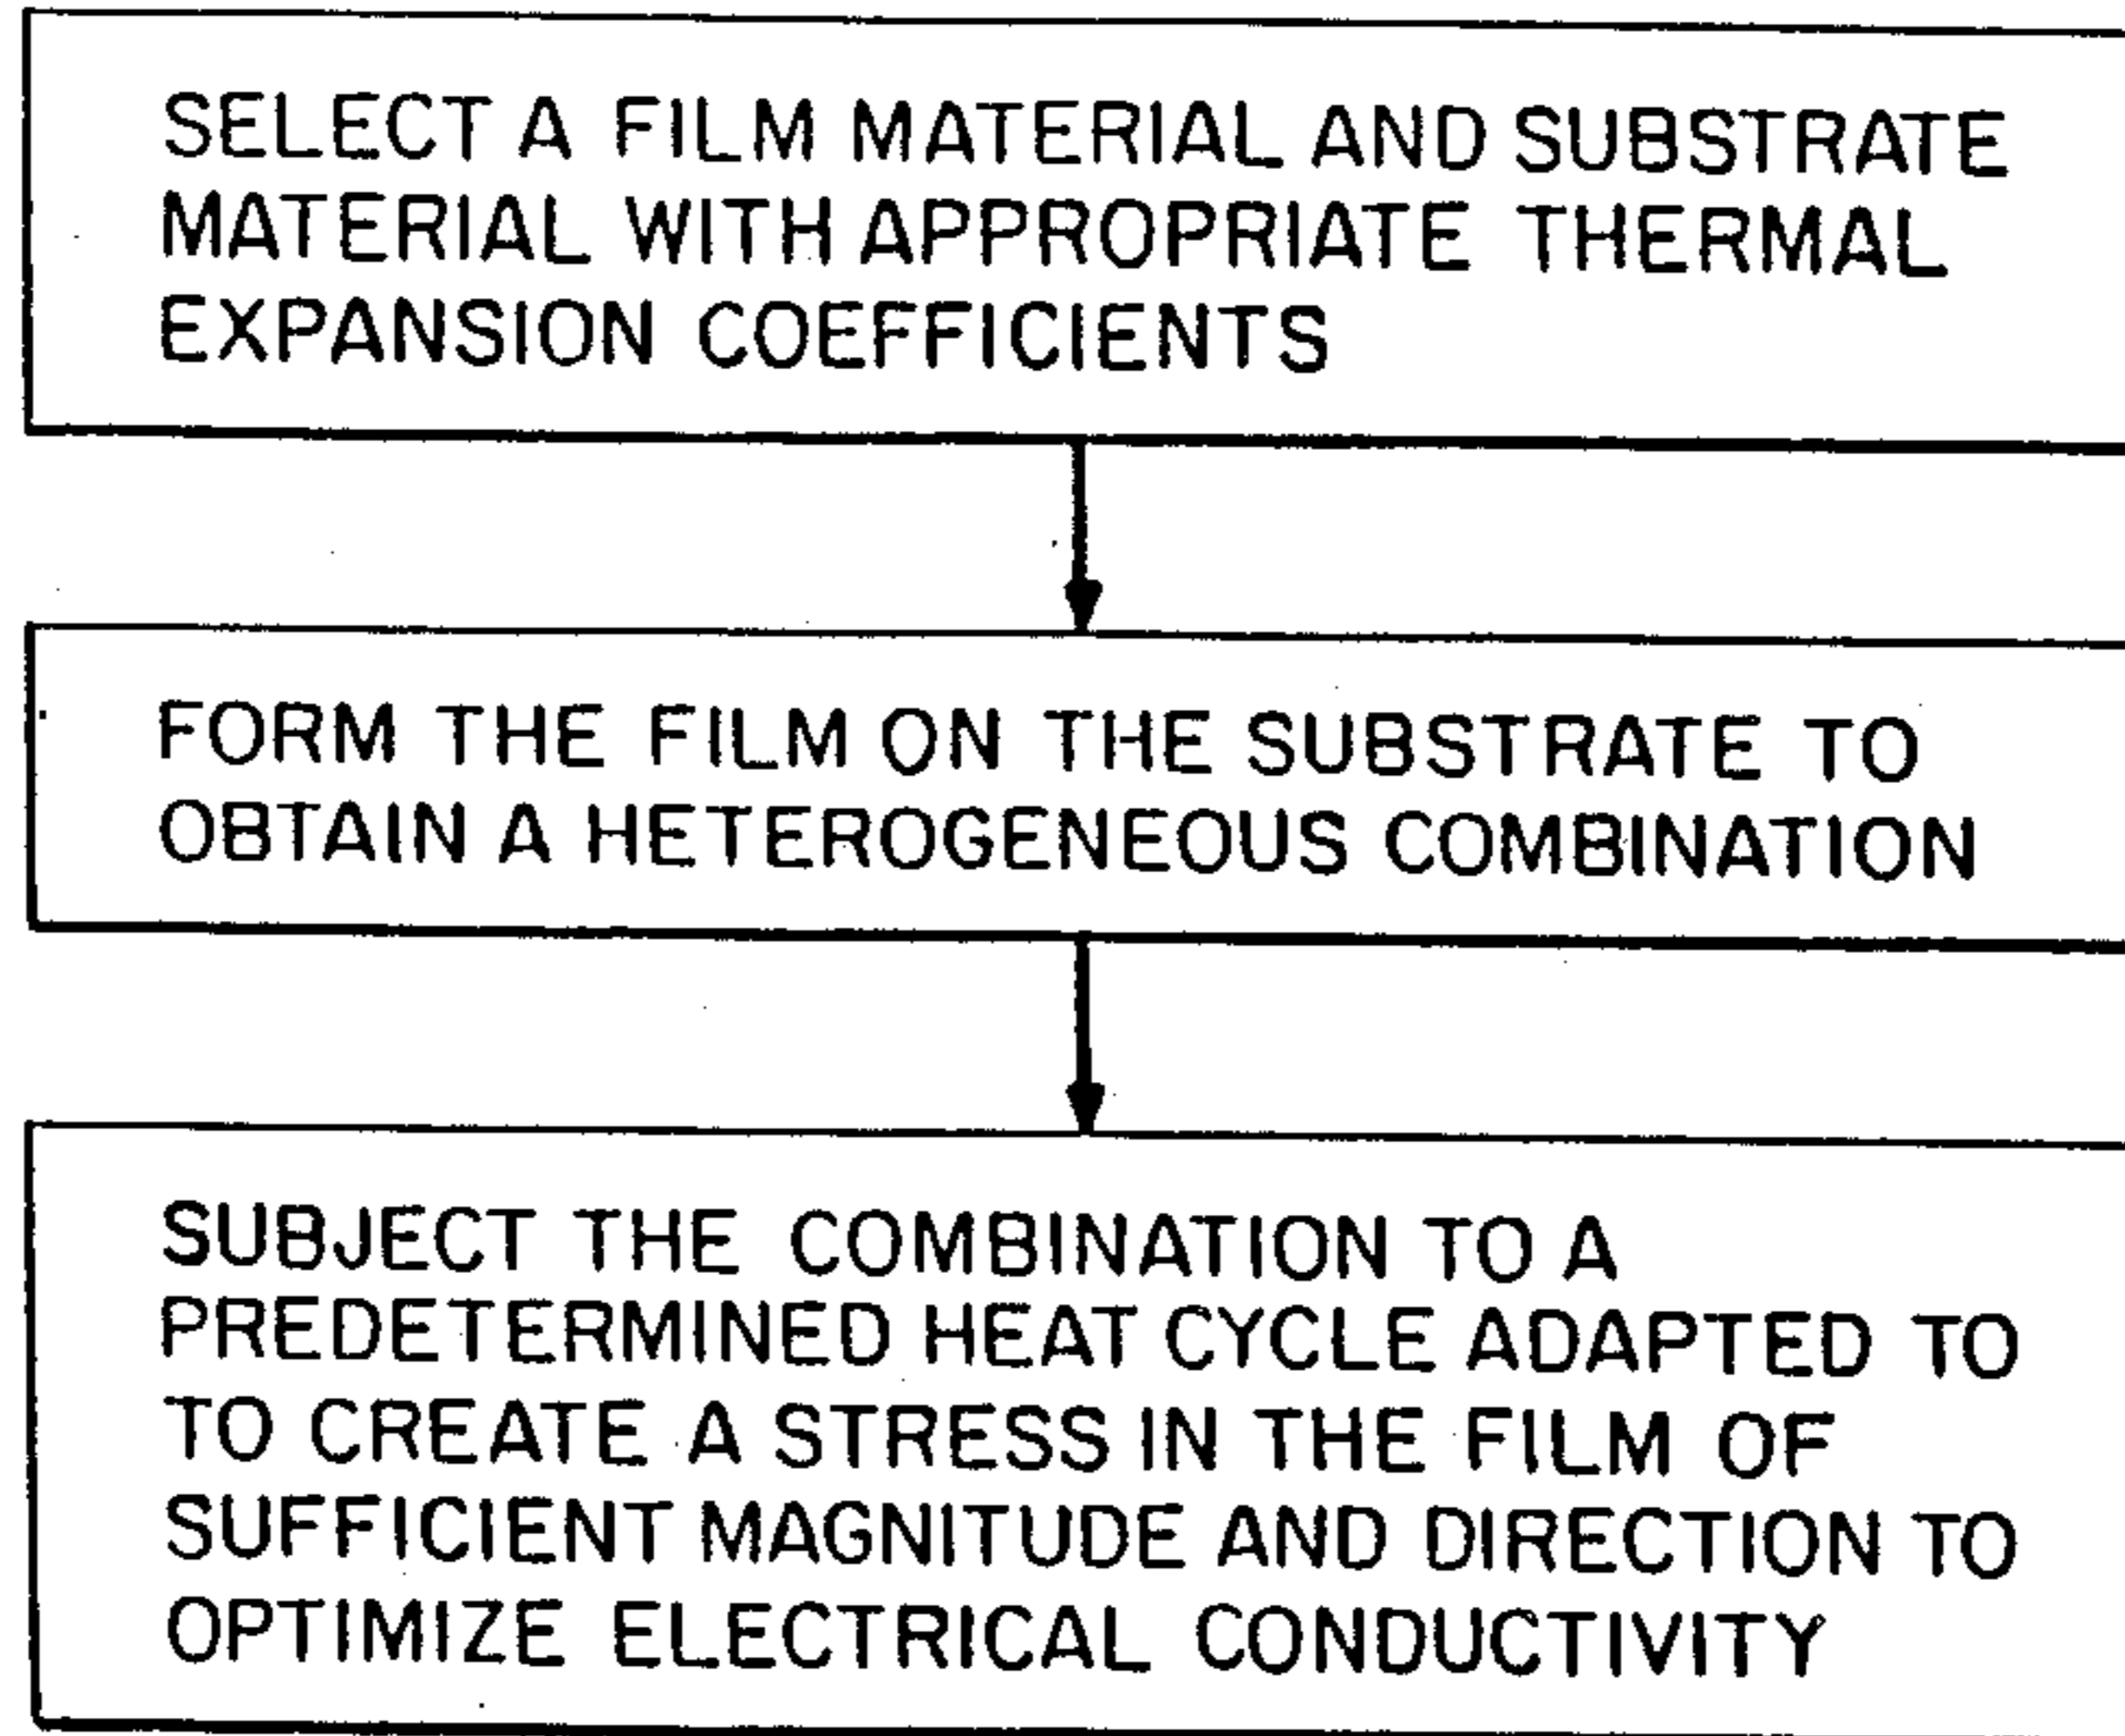 SELECT A FILM MATERIAL AND SUBSTRATE
MATERIAL WITH APPROPRIATE THERMAL
EXPANSION COEFFICIENTS
FORM THE FILM ON THE SUBSTRATE TO
OBTAIN A HETEROGENEOUS COMBINATION
SUBJECT THE COMBINATION TO A
PREDETERMINED HEAT CYCLE ADAPTED TO
TO CREATE A STRESS IN THE FILM OF
SUFFICIENT MAGNITUDE AND DIRECTION TO
OPTIMIZE ELECTRICAL CONDUCTIVITY